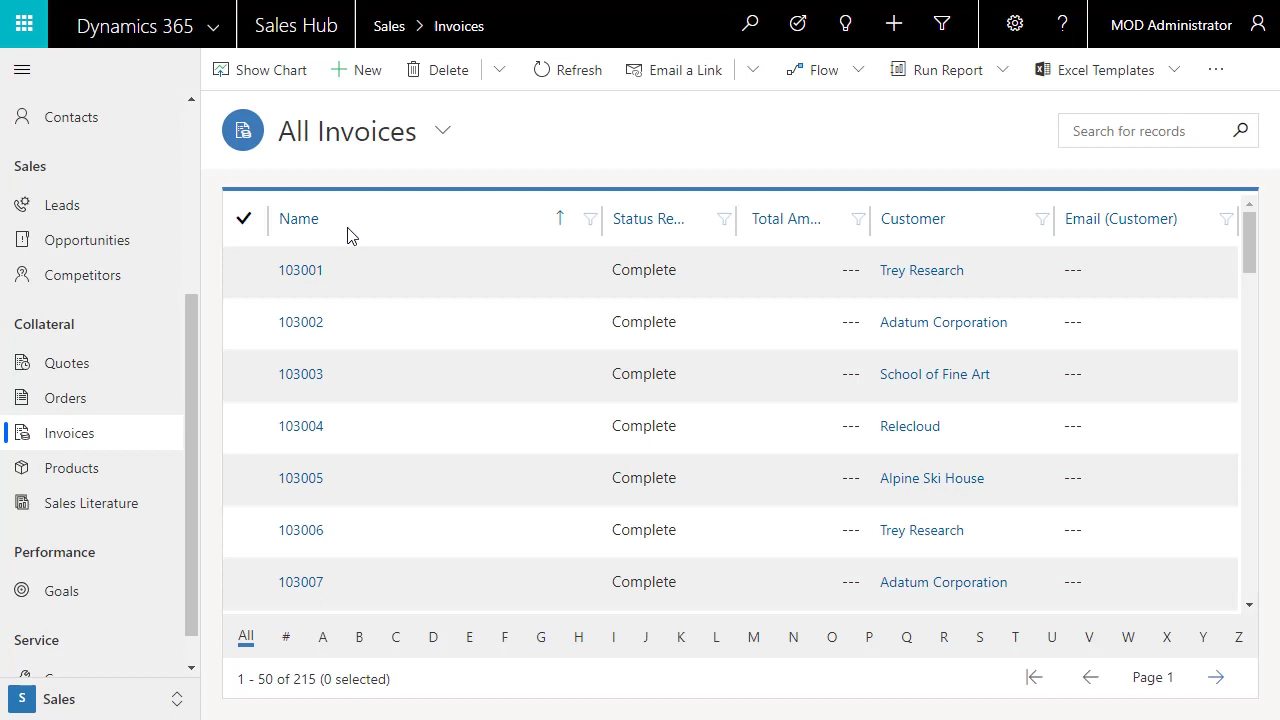 Dynamics 365 Sales Hub Sales Invoices MOD Administrator
Show Chart New Delete Refresh Email a Link Flow Run Report Excel Templates
Contacts
Sales
Leads
Opportunities
Competitors
Collateral
Quotes
Orders
Invoices
Products
Sales Literature
Performance
Goals
Service
S Sales
All Invoices
Search for records
Name Status Re... Total Am... Customer Email (Customer)
103001 Complete --- Trey Research ---
103002 Complete --- Adatum Corporation ---
103003 Complete --- School of Fine Art ---
103004 Complete --- Relecloud ---
103005 Complete --- Alpine Ski House ---
103006 Complete --- Trey Research ---
103007 Complete --- Adatum Corporation ---
All # A B C D E F G H I J K L M N O P Q R S T U V W X Y Z
1 - 50 of 215 (0 selected) Page 1